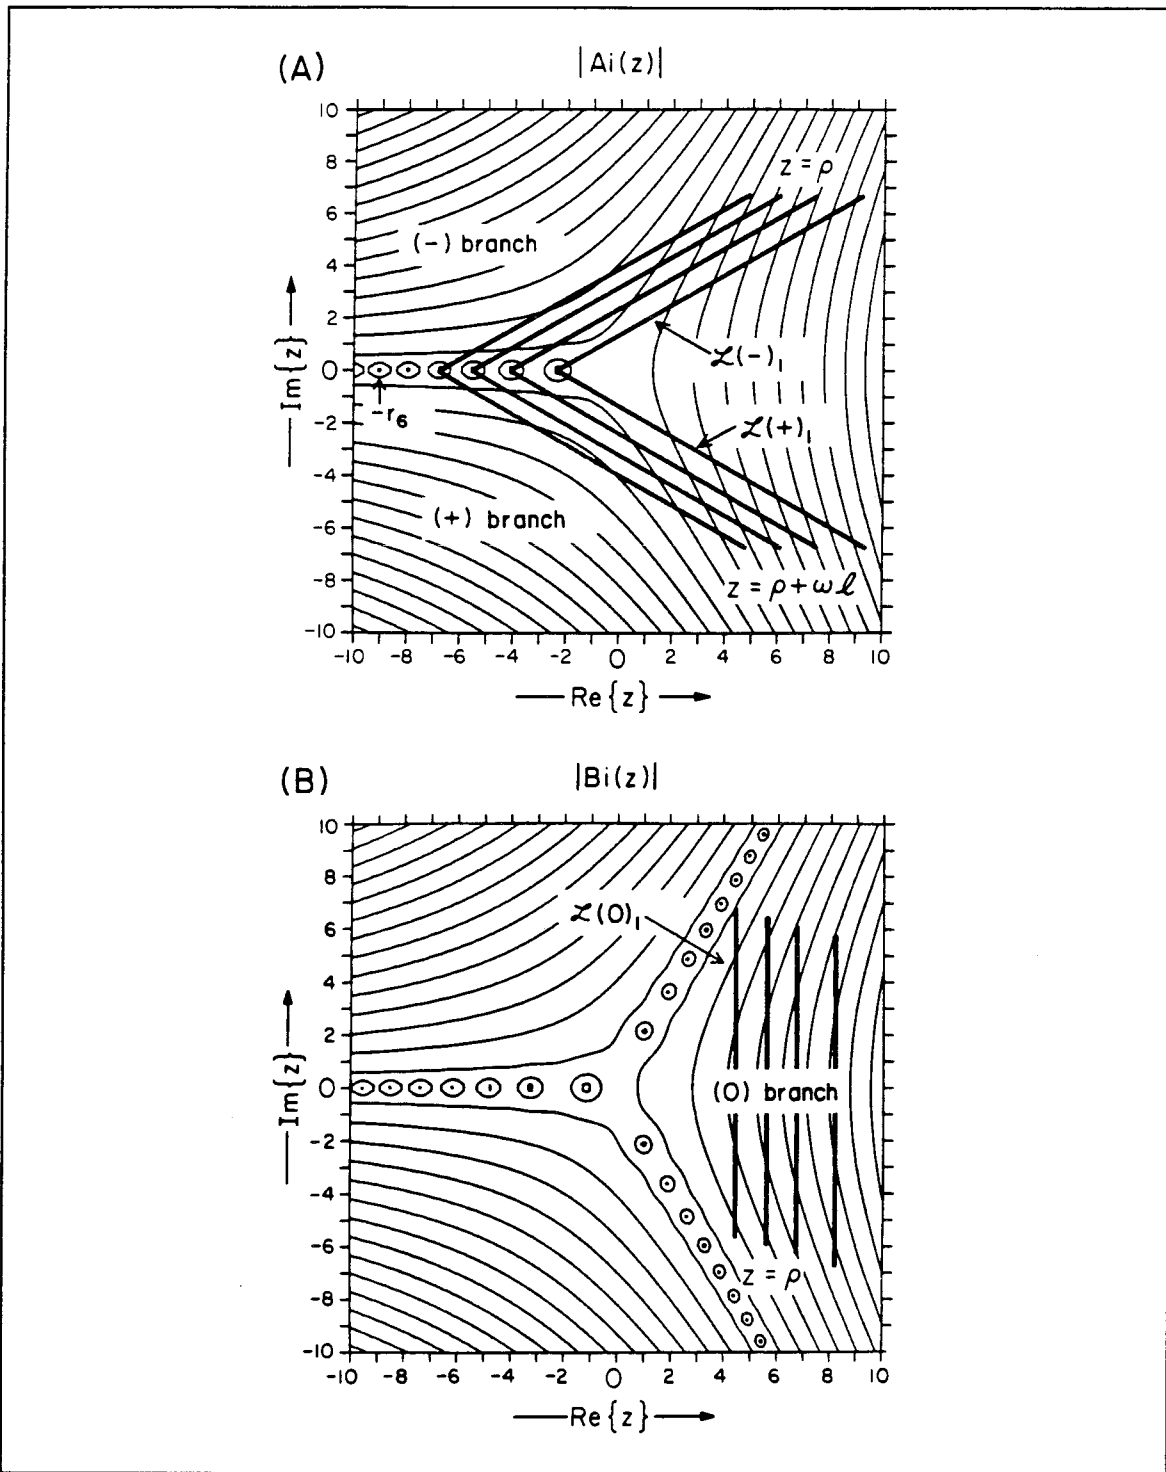 (A)
|Ai(z)|
10
8
6
4
2
0
-2
-4
-6
-8
-10
z = ρ
(-) branch
ℒ(-)₁
-r₆
ℒ(+)₁
(+) branch
z = ρ + ωℓ
-10 -8 -6 -4 -2 0 2 4 6 8 10
Im{z}
Re{z}
(B)
|Bi(z)|
10
8
6
4
2
0
-2
-4
-6
-8
-10
ℒ(0)₁
(0) branch
z = ρ
-10 -8 -6 -4 -2 0 2 4 6 8 10
Im{z}
Re{z}